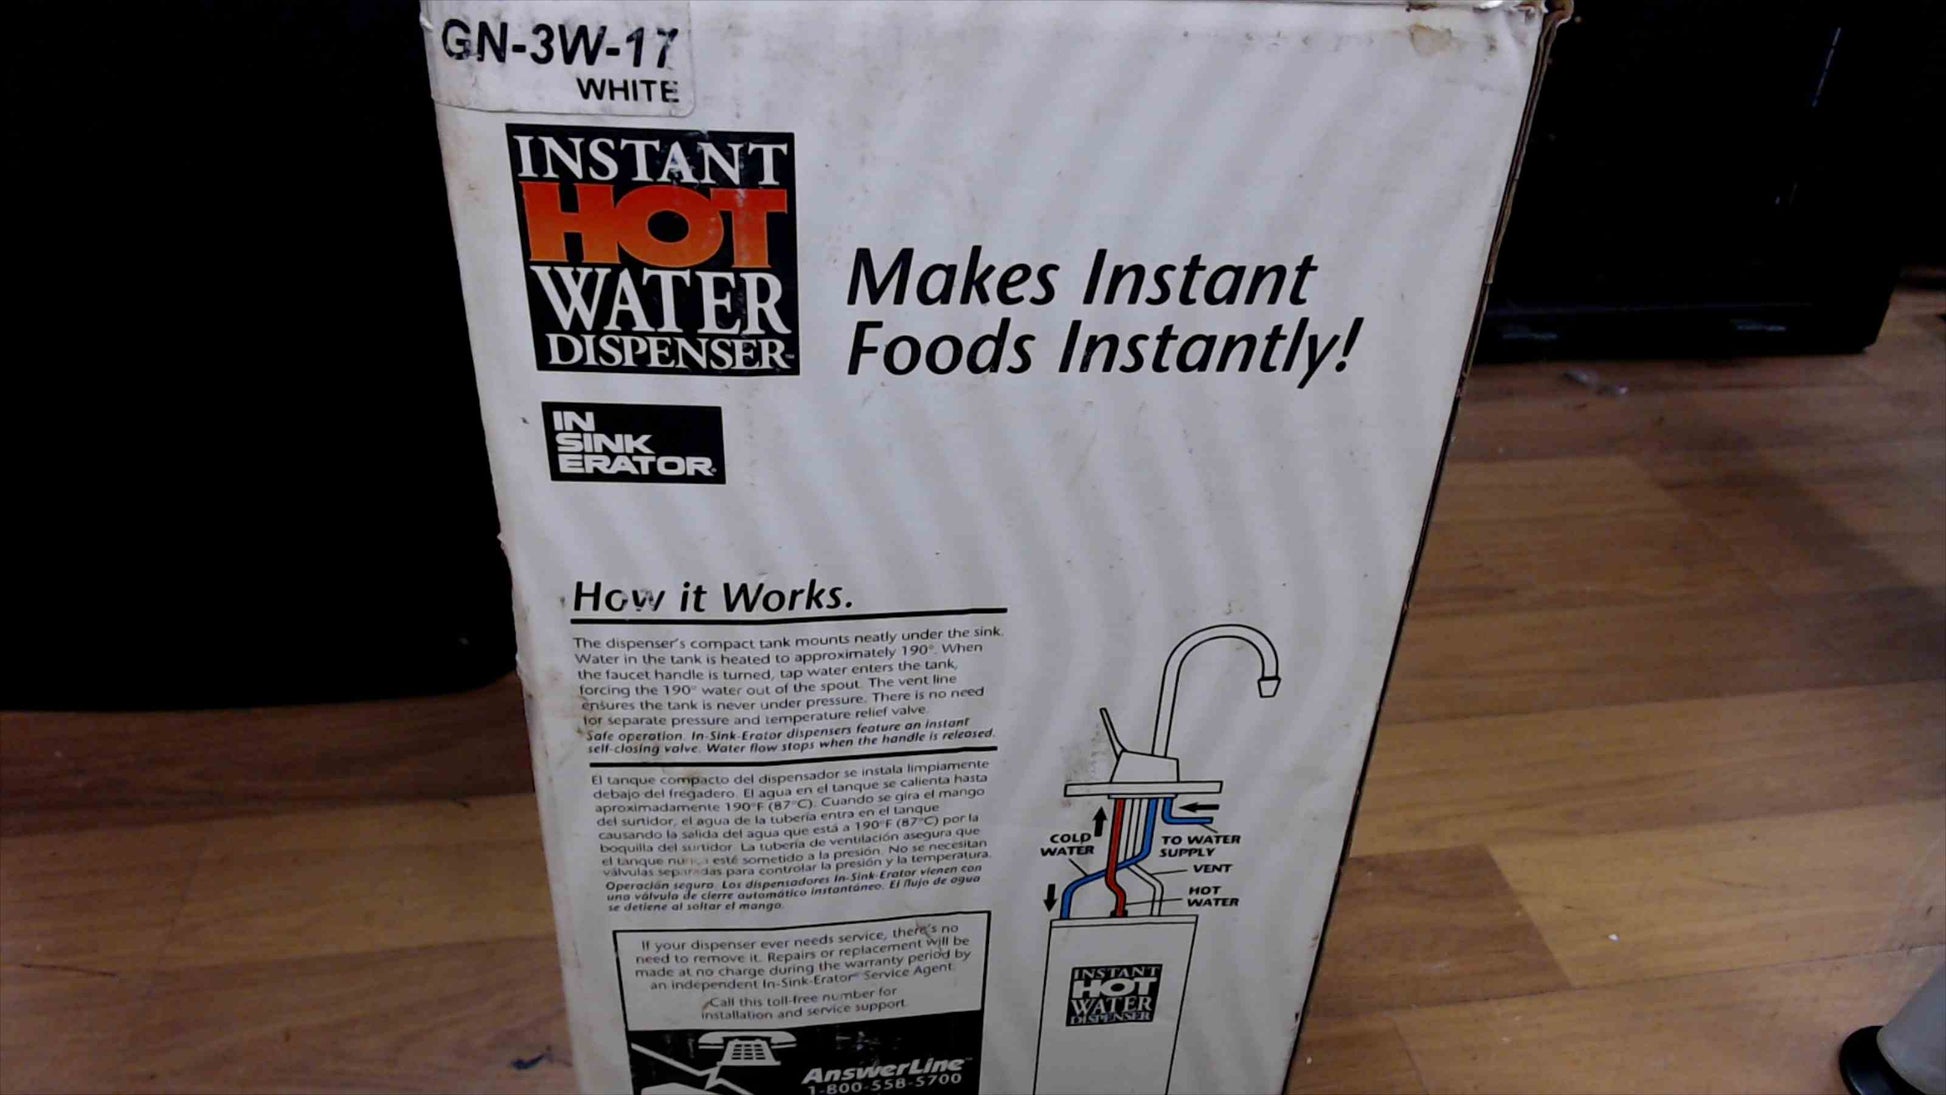 GN-3W-17
WHITE
INSTANT
HOT
WATER
DISPENSER™
Makes Instant
Foods Instantly!
IN
SINK
ERATOR®
How it Works.
The dispenser's compact tank mounts neatly under the sink.
Water in the tank is heated to approximately 190°. When
the faucet handle is turned, tap water enters the tank,
forcing the 190° water out of the spout. The vent line
ensures the tank is never under pressure. There is no need
for separate pressure and temperature relief valve.
Safe operation. In-Sink-Erator dispensers feature an instant
self-closing valve. Water flow stops when the handle is released.
El tanque compacto del dispensador se instala limpiamente
debajo del fregadero. El agua en el tanque se calienta hasta
aproximadamente 190°F (87°C). Cuando se gira el mango
del surtidor, el agua de la tubería entra en el tanque
causando la salida del agua que está a 190°F (87°C) por la
boquilla del surtidor. La tubería de ventilación asegura que
el tanque nunca esté sometido a la presión. No se necesitan
válvulas separadas para controlar la presión y la temperatura.
Operación segura. Los dispensadores In-Sink-Erator vienen con
una válvula de cierre automático instantáneo. El flujo de agua
se detiene al soltar el mango.
If your dispenser ever needs service, there's no
need to remove it. Repairs or replacement will be
made at no charge during the warranty period by
an independent In-Sink-Erator® Service Agent.
Call this toll-free number for
installation and service support.
AnswerLine™
1-800-558-5700
COLD
WATER
TO WATER
SUPPLY
VENT
HOT
WATER
INSTANT
HOT
WATER
DISPENSER